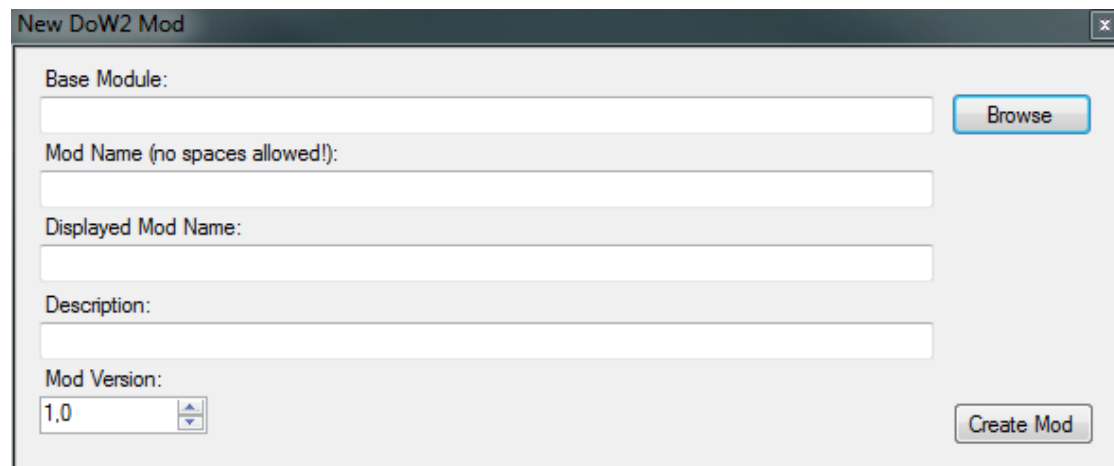 New DoW2 Mod
Base Module:
Browse
Mod Name (no spaces allowed!):
Displayed Mod Name:
Description:
Mod Version:
1,0
Create Mod